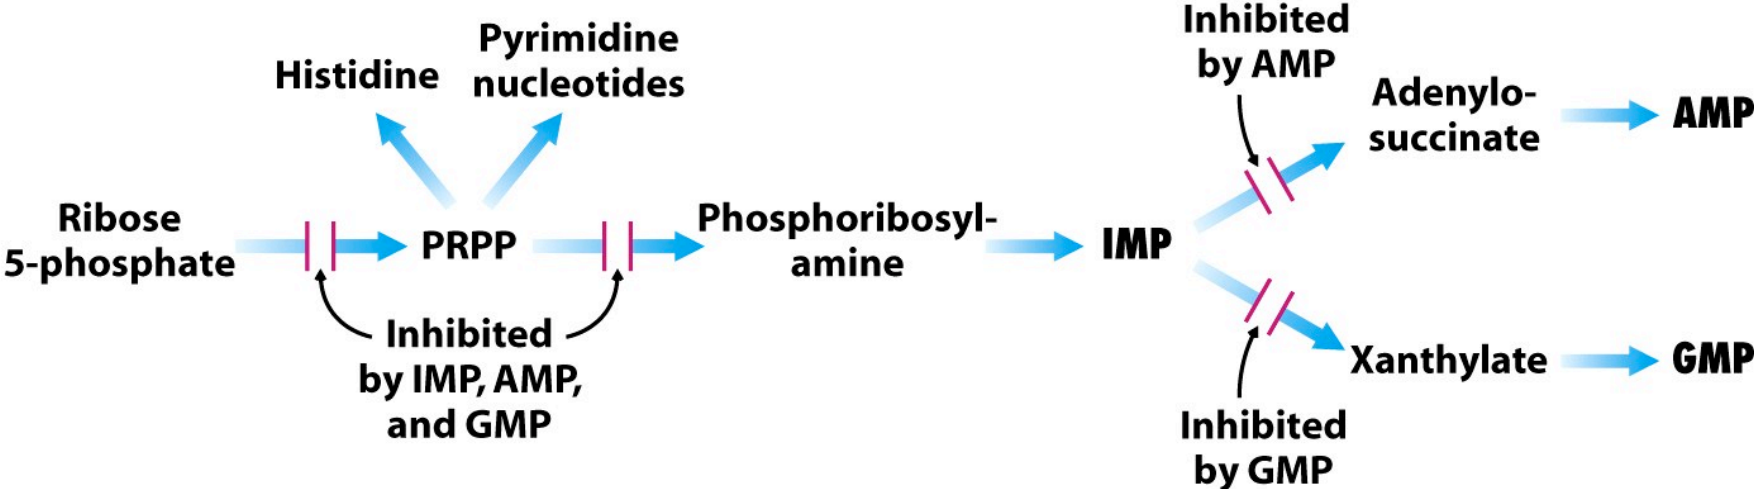 Histidine
Pyrimidine
nucleotides
Ribose
5-phosphate
PRPP
Inhibited
by IMP, AMP,
and GMP
Phosphoribosyl-
amine
IMP
Inhibited
by AMP
Adenylo-
succinate
AMP
Inhibited
by GMP
Xanthylate
GMP